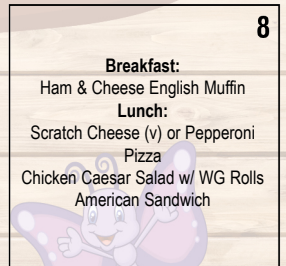 8
Breakfast:
Ham & Cheese English Muffin
Lunch:
Scratch Cheese (v) or Pepperoni
Pizza
Chicken Caesar Salad w/ WG Rolls
American Sandwich